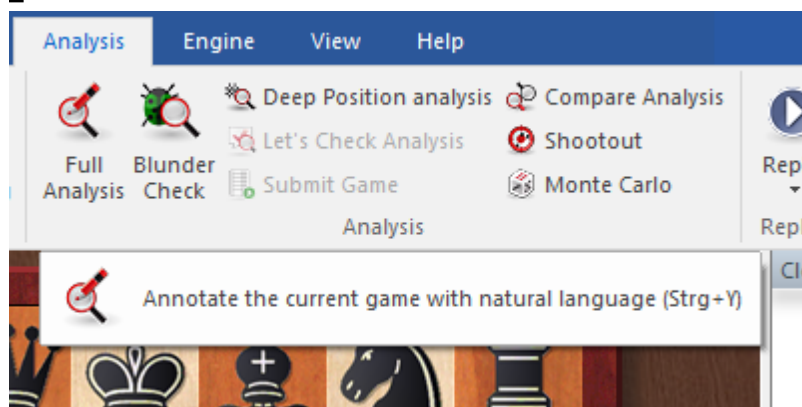 Analysis Engine View Help
Deep Position analysis Compare Analysis
Let's Check Analysis Shootout
Full Blunder
Analysis Check
Submit Game Monte Carlo
Analysis
Annotate the current game with natural language (Strg+Y)